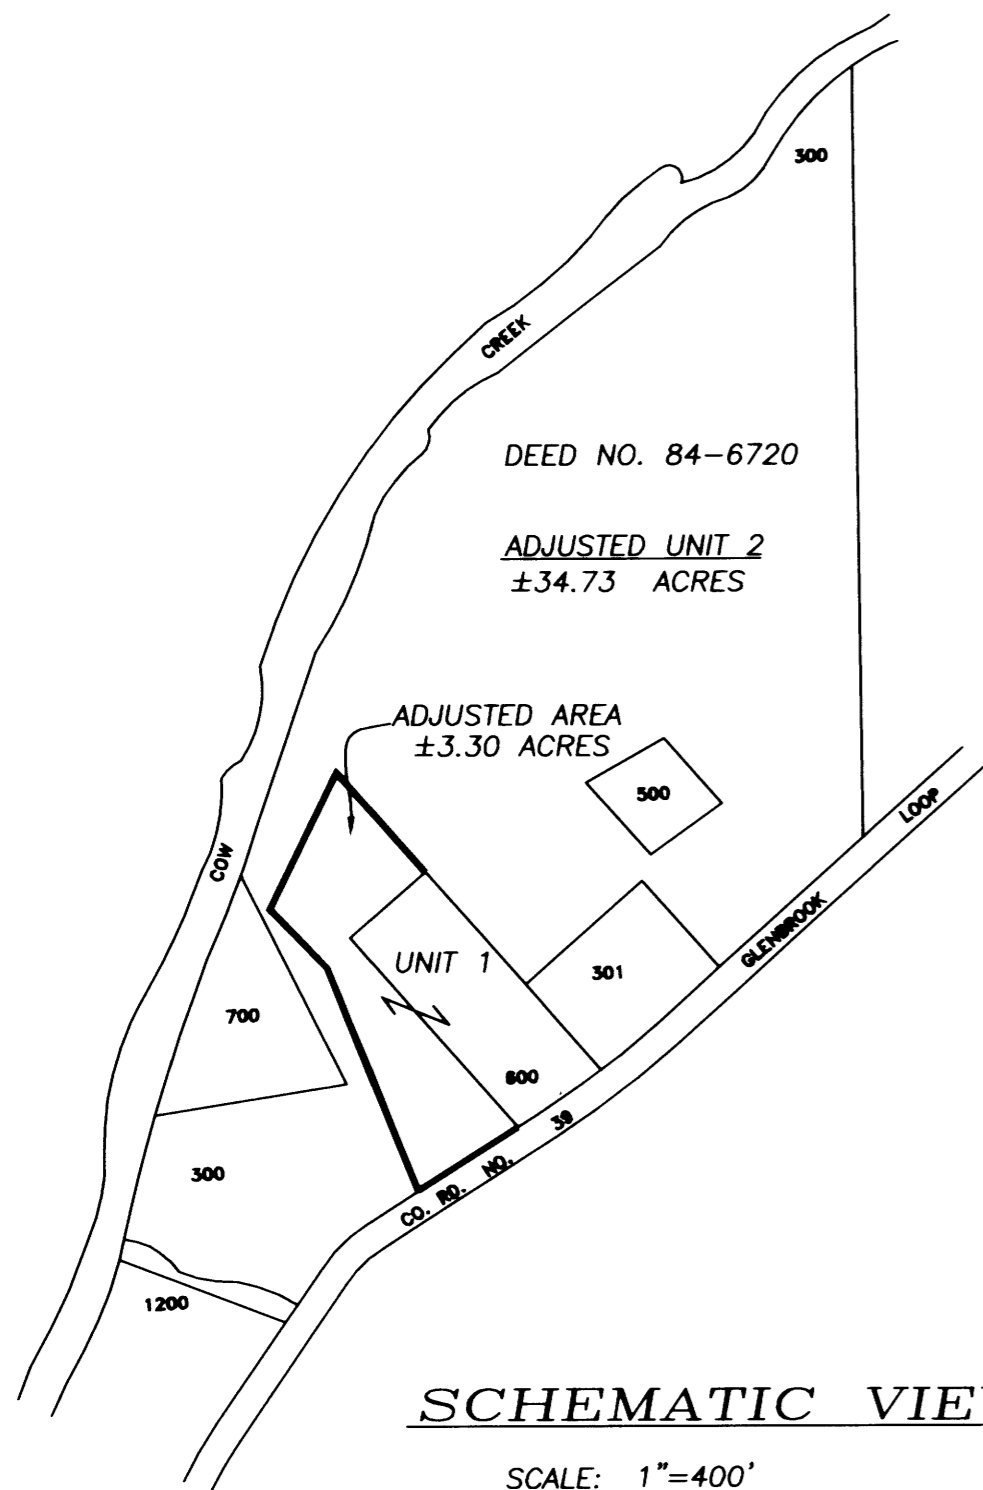 300
CREEK
DEED NO. 84-6720
ADJUSTED UNIT 2
±34.73 ACRES
ADJUSTED AREA
±3.30 ACRES
500
LOOP
COW
GLENBROOK
UNIT 1
301
700
600
39
CO. RD. NO.
300
1200
SCHEMATIC VIE
SCALE: 1"=400'